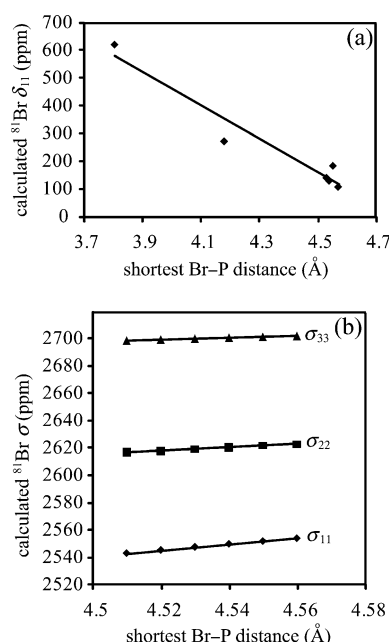 (a)
calculated ⁸¹Br δ₁₁ (ppm)
700
600
500
400
300
200
100
0
3.7 3.9 4.1 4.3 4.5 4.7
shortest Br–P distance (Å)
(b)
calculated ⁸¹Br σ (ppm)
2700
2680
2660
2640
2620
2600
2580
2560
2540
2520
σ₃₃
σ₂₂
σ₁₁
4.5 4.52 4.54 4.56 4.58
shortest Br–P distance (Å)